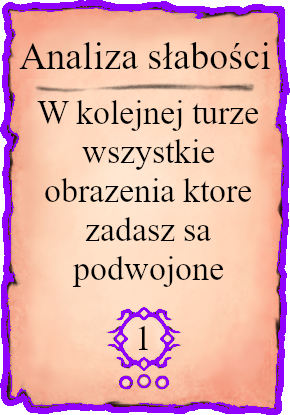 Analiza słabości
W kolejnej turze
wszystkie
obrazenia ktore
zadasz sa
podwojone
1